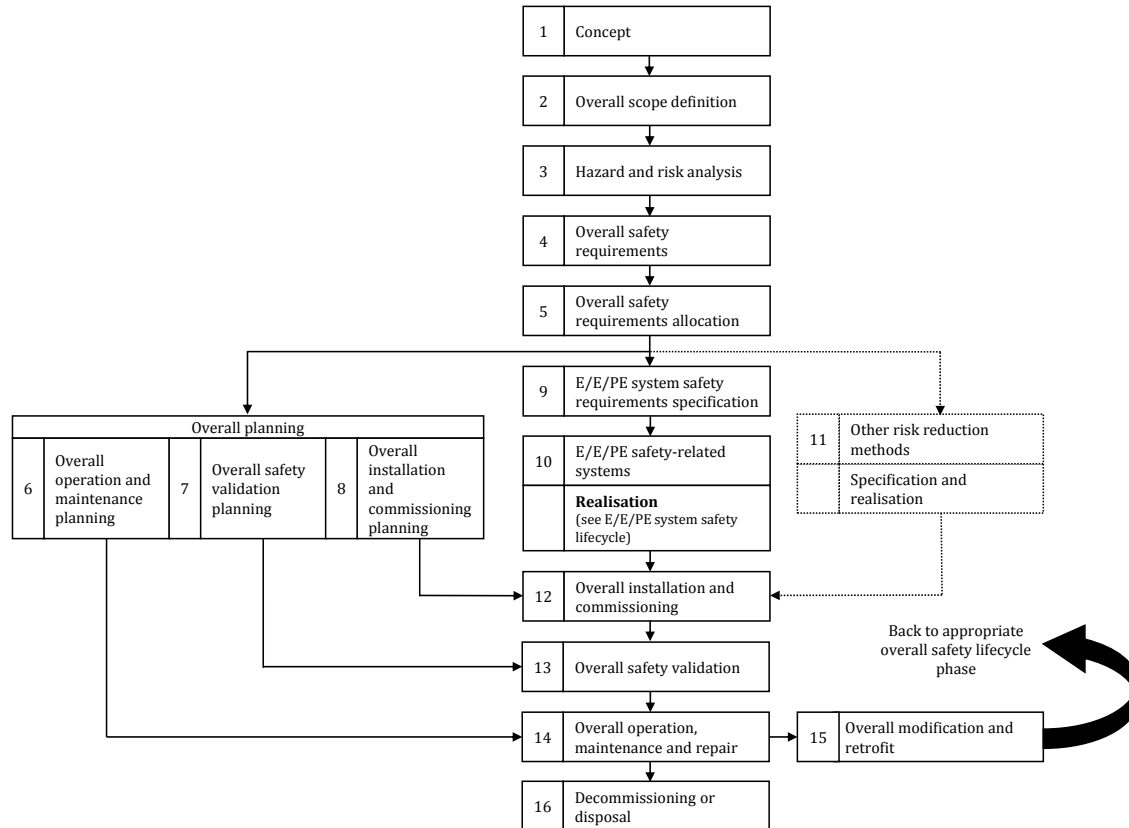 1
Concept
2
Overall scope definition
3
Hazard and risk analysis
4
Overall safety
requirements
5
Overall safety
requirements allocation
9
E/E/PE system safety
requirements specification
Overall planning
6
Overall
operation and
maintenance
planning
7
Overall safety
validation
planning
8
Overall
installation
and
commissioning
planning
10
E/E/PE safety-related
systems
Realisation
(see E/E/PE system safety
lifecycle)
11
Other risk reduction
methods
Specification and
realisation
12
Overall installation and
commissioning
13
Overall safety validation
Back to appropriate
overall safety lifecycle
phase
14
Overall operation,
maintenance and repair
15
Overall modification and
retrofit
16
Decommissioning or
disposal